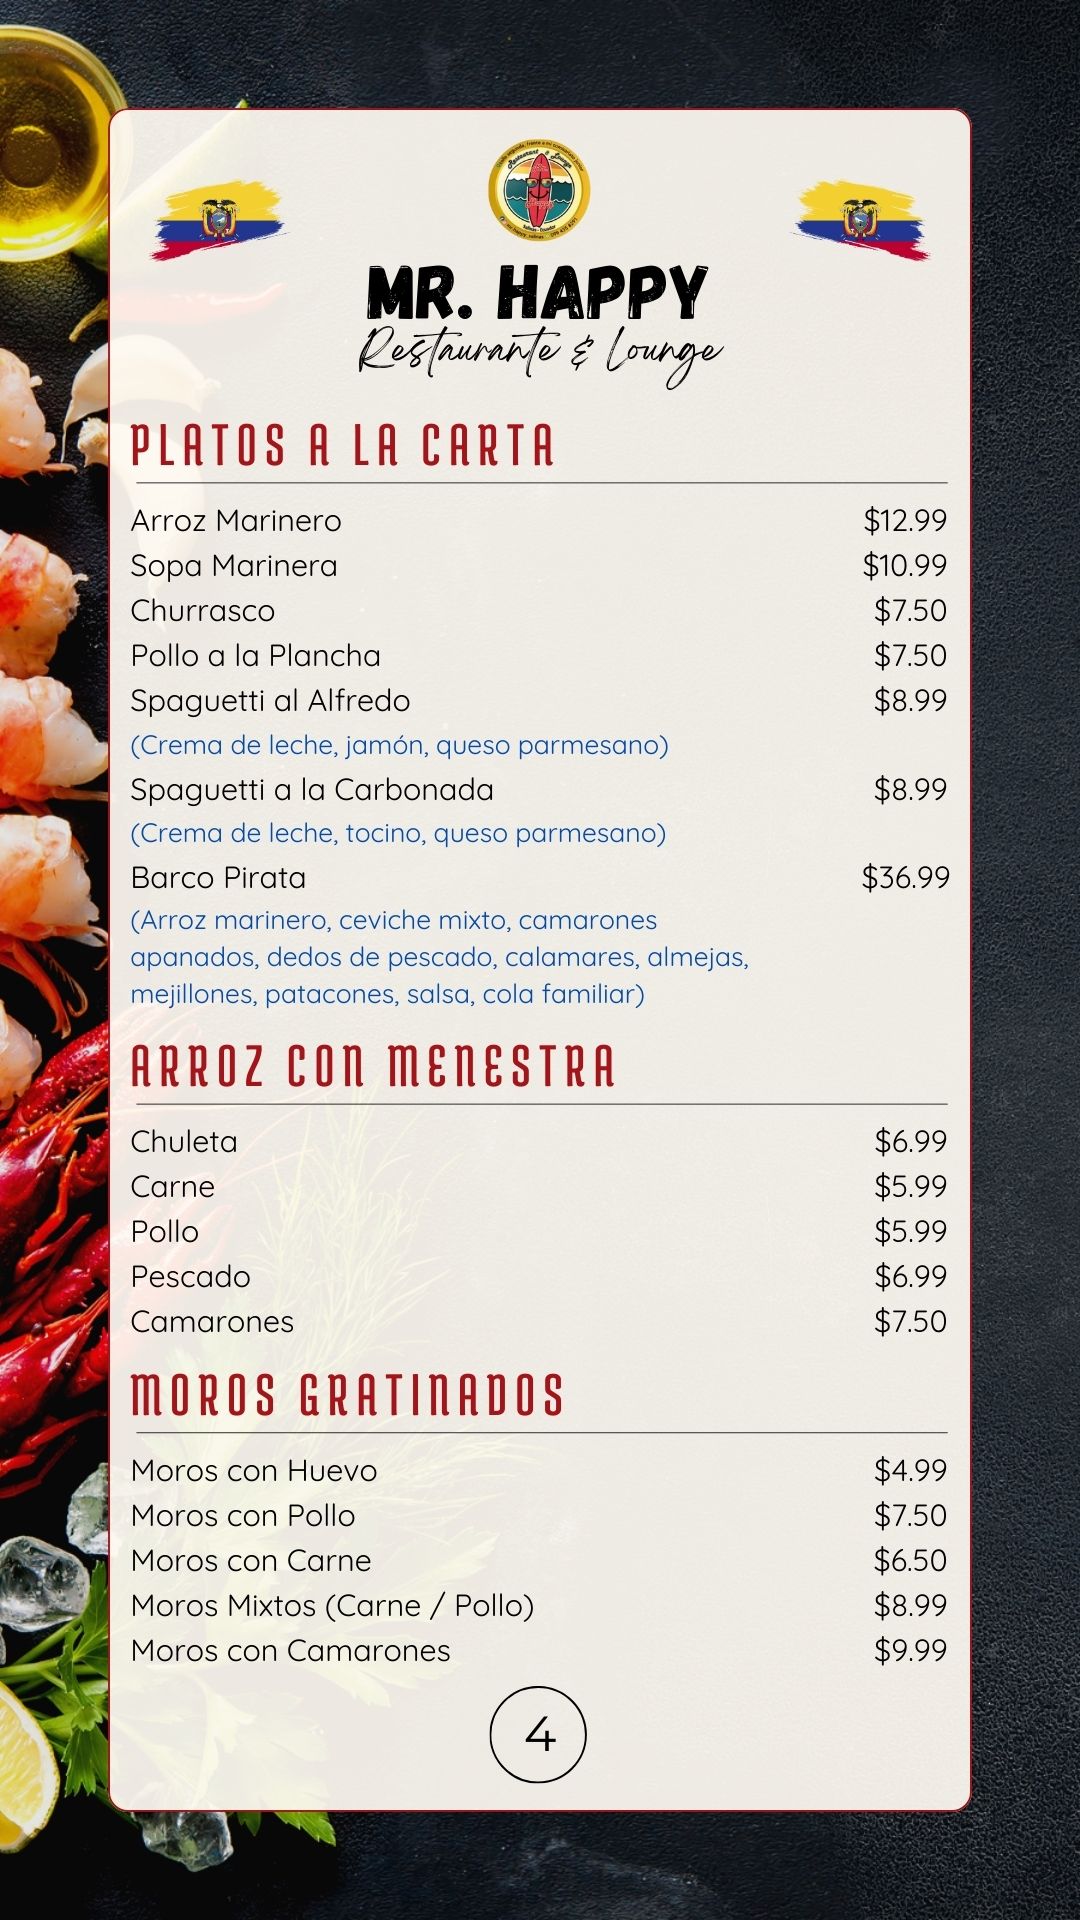 Restaurant & Lounge
MR. HAPPY
Restaurante & Lounge
PLATOS A LA CARTA
Arroz Marinero $12.99
Sopa Marinera $10.99
Churrasco $7.50
Pollo a la Plancha $7.50
Spaguetti al Alfredo $8.99
(Crema de leche, jamón, queso parmesano)
Spaguetti a la Carbonada $8.99
(Crema de leche, tocino, queso parmesano)
Barco Pirata $36.99
(Arroz marinero, ceviche mixto, camarones
apanados, dedos de pescado, calamares, almejas,
mejillones, patacones, salsa, cola familiar)
ARROZ CON MENESTRA
Chuleta $6.99
Carne $5.99
Pollo $5.99
Pescado $6.99
Camarones $7.50
MOROS GRATINADOS
Moros con Huevo $4.99
Moros con Pollo $7.50
Moros con Carne $6.50
Moros Mixtos (Carne / Pollo) $8.99
Moros con Camarones $9.99
4